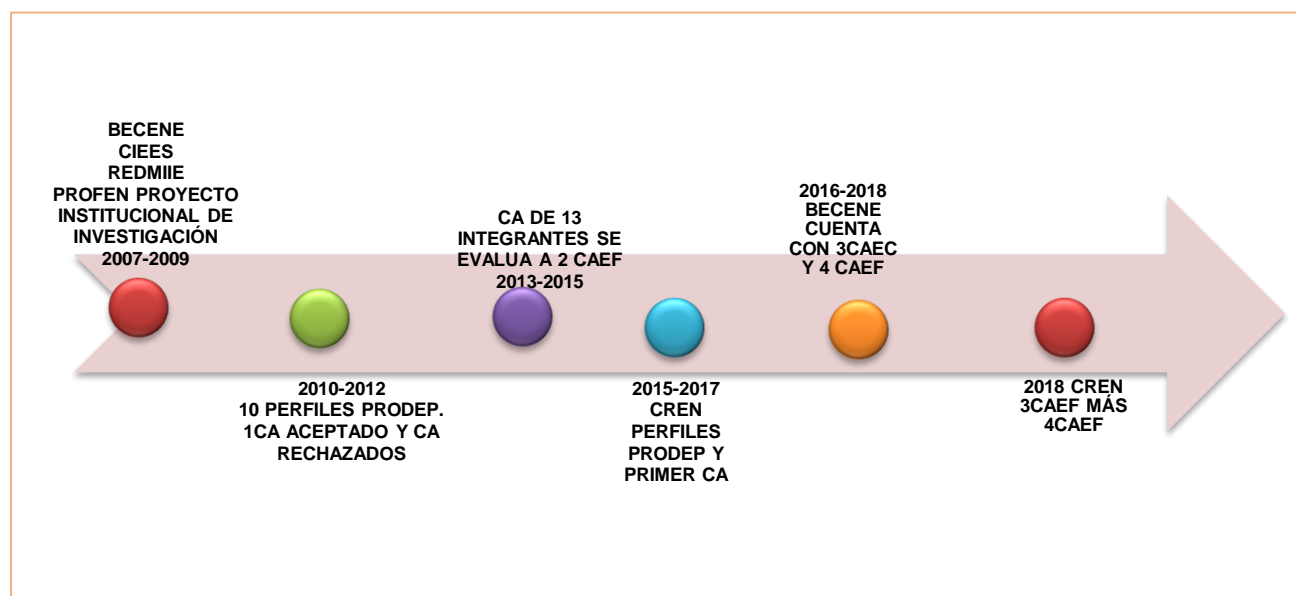 BECENE
CIEES
REDMIIE
PROFEN PROYECTO
INSTITUCIONAL DE
INVESTIGACIÓN
2007-2009
2010-2012
10 PERFILES PRODEP.
1CA ACEPTADO Y CA
RECHAZADOS
CA DE 13
INTEGRANTES SE
EVALUA A 2 CAEF
2013-2015
2015-2017
CREN
PERFILES
PRODEP Y
PRIMER CA
2016-2018
BECENE
CUENTA
CON 3CAEC
Y 4 CAEF
2018 CREN
3CAEF MÁS
4CAEF